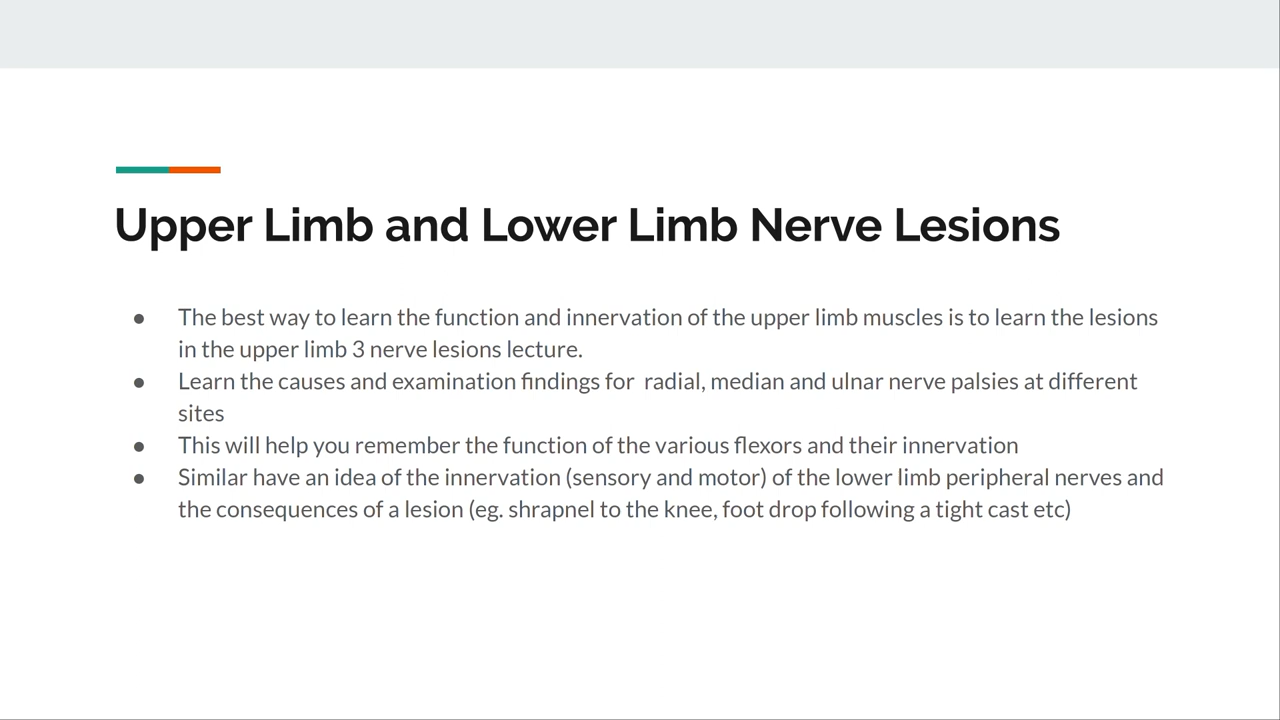 Upper Limb and Lower Limb Nerve Lesions
● The best way to learn the function and innervation of the upper limb muscles is to learn the lesions
in the upper limb 3 nerve lesions lecture.
● Learn the causes and examination findings for  radial, median and ulnar nerve palsies at different
sites
● This will help you remember the function of the various flexors and their innervation
● Similar have an idea of the innervation (sensory and motor) of the lower limb peripheral nerves and
the consequences of a lesion (eg. shrapnel to the knee, foot drop following a tight cast etc)